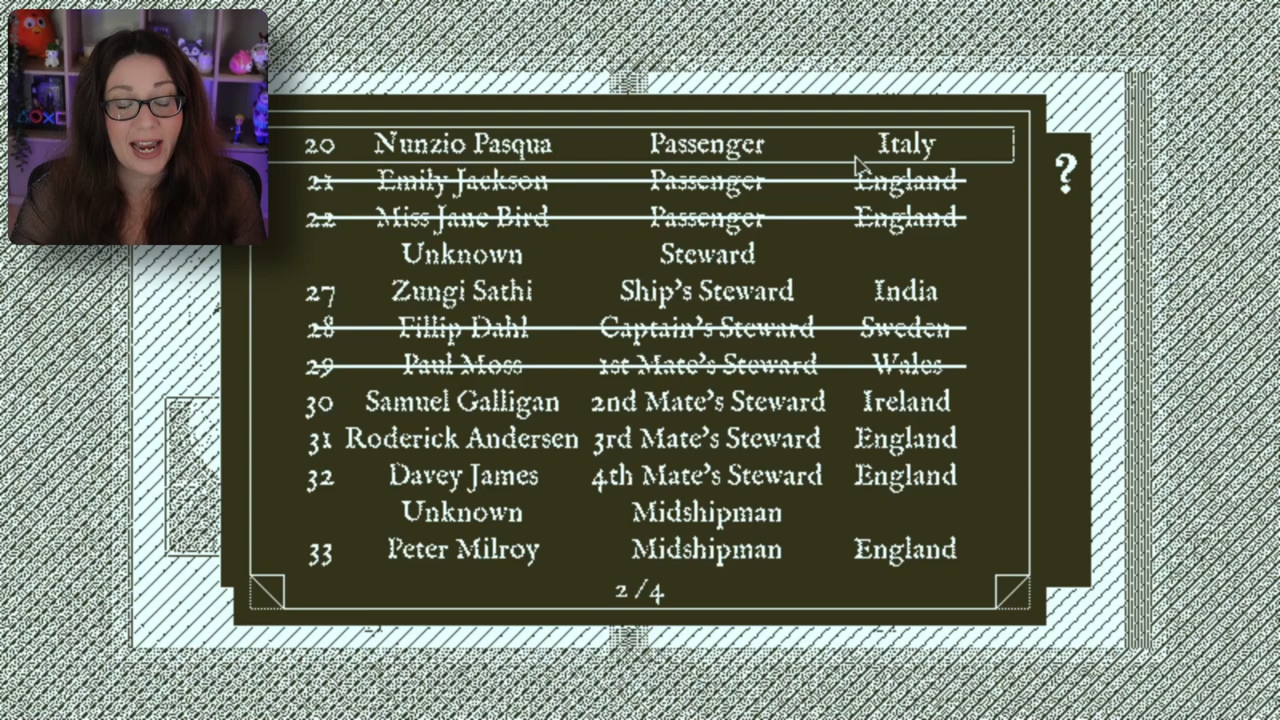 20 Nunzio Pasqua Passenger Italy
?
21 Emily Jackson Passenger England
22 Miss Jane Bird Passenger England
Unknown Steward
27 Zungi Sathi Ship's Steward India
28 Fillip Dahl Captain's Steward Sweden
29 Paul Moss 1st Mate's Steward Wales
30 Samuel Galligan 2nd Mate's Steward Ireland
31 Roderick Andersen 3rd Mate's Steward England
32 Davey James 4th Mate's Steward England
Unknown Midshipman
33 Peter Milroy Midshipman England
2/4